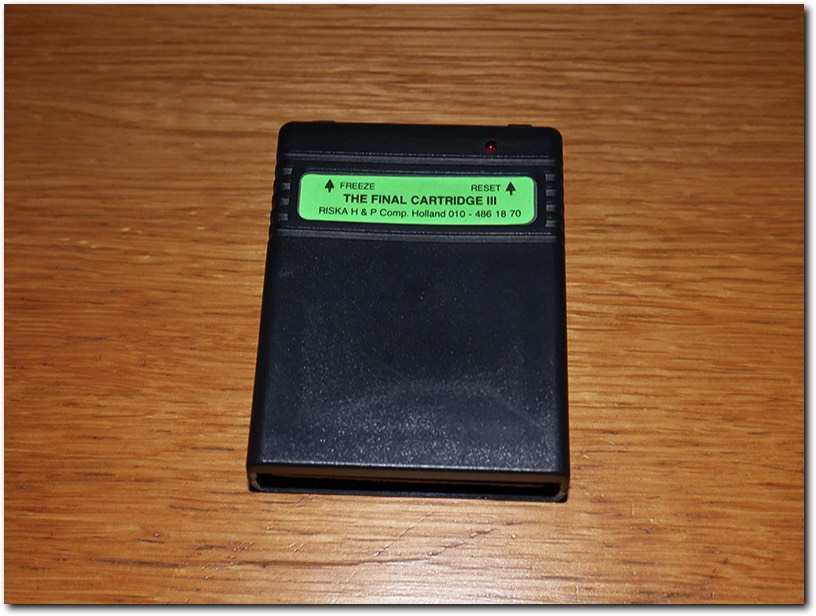 FREEZE RESET
THE FINAL CARTRIDGE III
RISKA H & P Comp. Holland 010 - 486 18 70